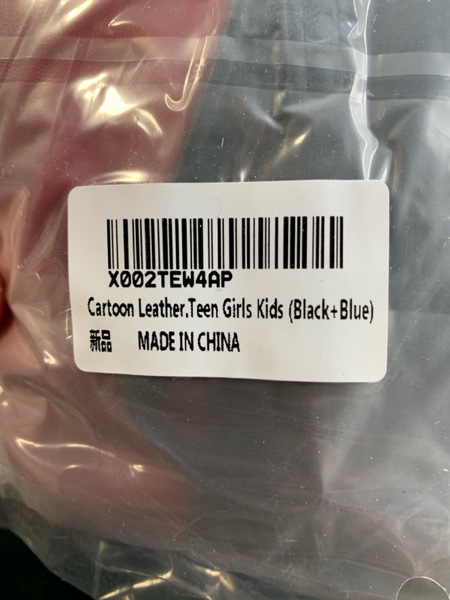 X002TEW4AP
Cartoon Leather.Teen Girls Kids (Black+Blue)
新品 MADE IN CHINA